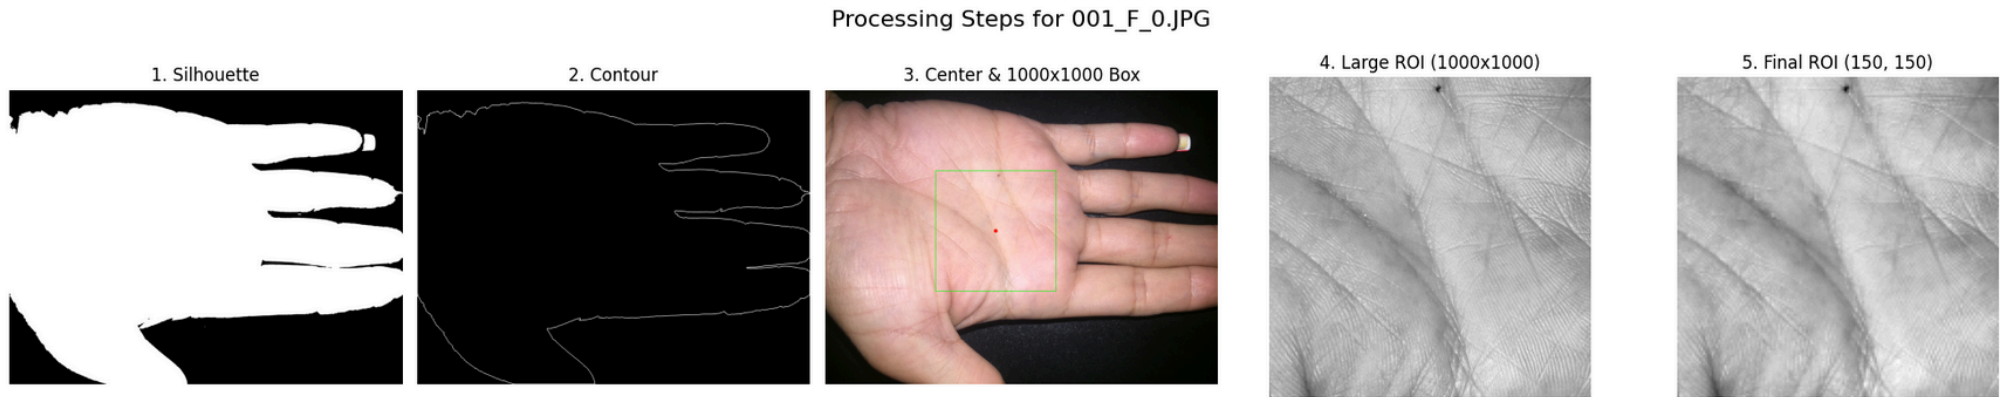 Processing Steps for 001_F_0.JPG
1. Silhouette
2. Contour
3. Center & 1000x1000 Box
4. Large ROI (1000x1000)
5. Final ROI (150, 150)